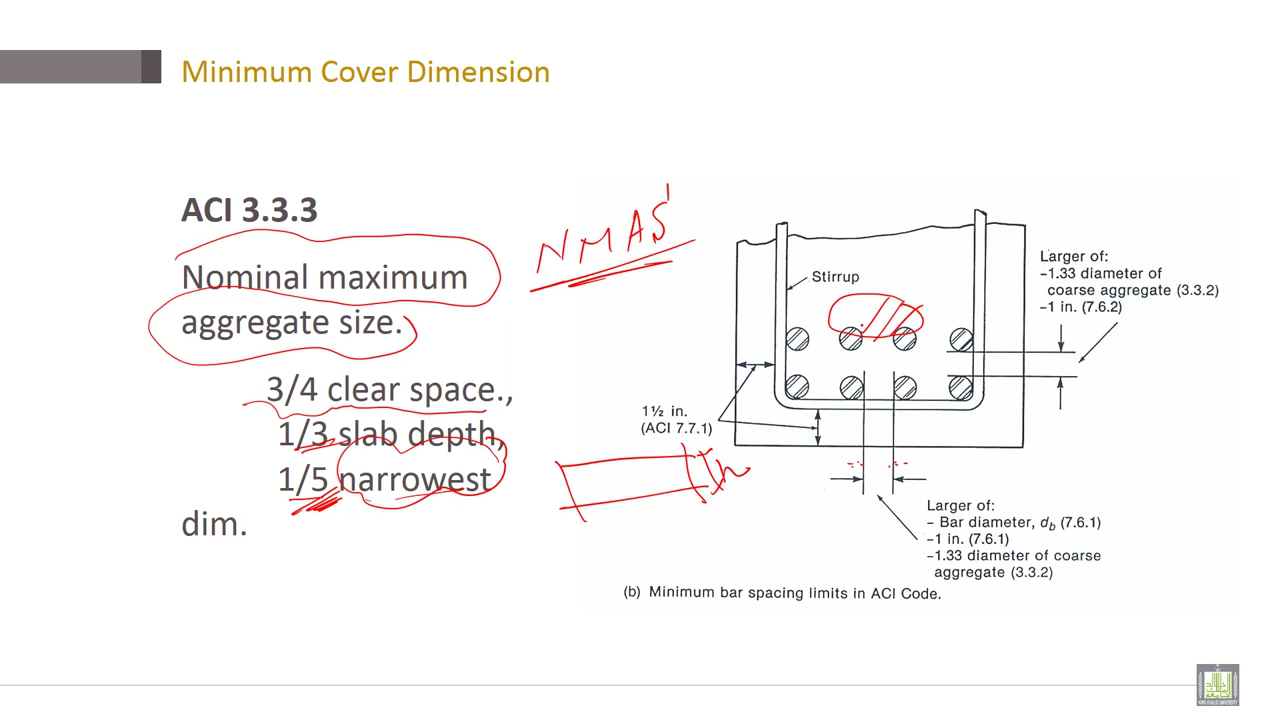 Minimum Cover Dimension
ACI 3.3.3
Nominal maximum
aggregate size.
3/4 clear space.,
1/3 slab depth,
1/5 narrowest
dim.
NMAS
Stirrup
Larger of:
–1.33 diameter of
coarse aggregate (3.3.2)
–1 in. (7.6.2)
1½ in.
(ACI 7.7.1)
h
Larger of:
– Bar diameter, db (7.6.1)
–1 in. (7.6.1)
–1.33 diameter of coarse
aggregate (3.3.2)
(b) Minimum bar spacing limits in ACI Code.
KING KHALID UNIVERSITY